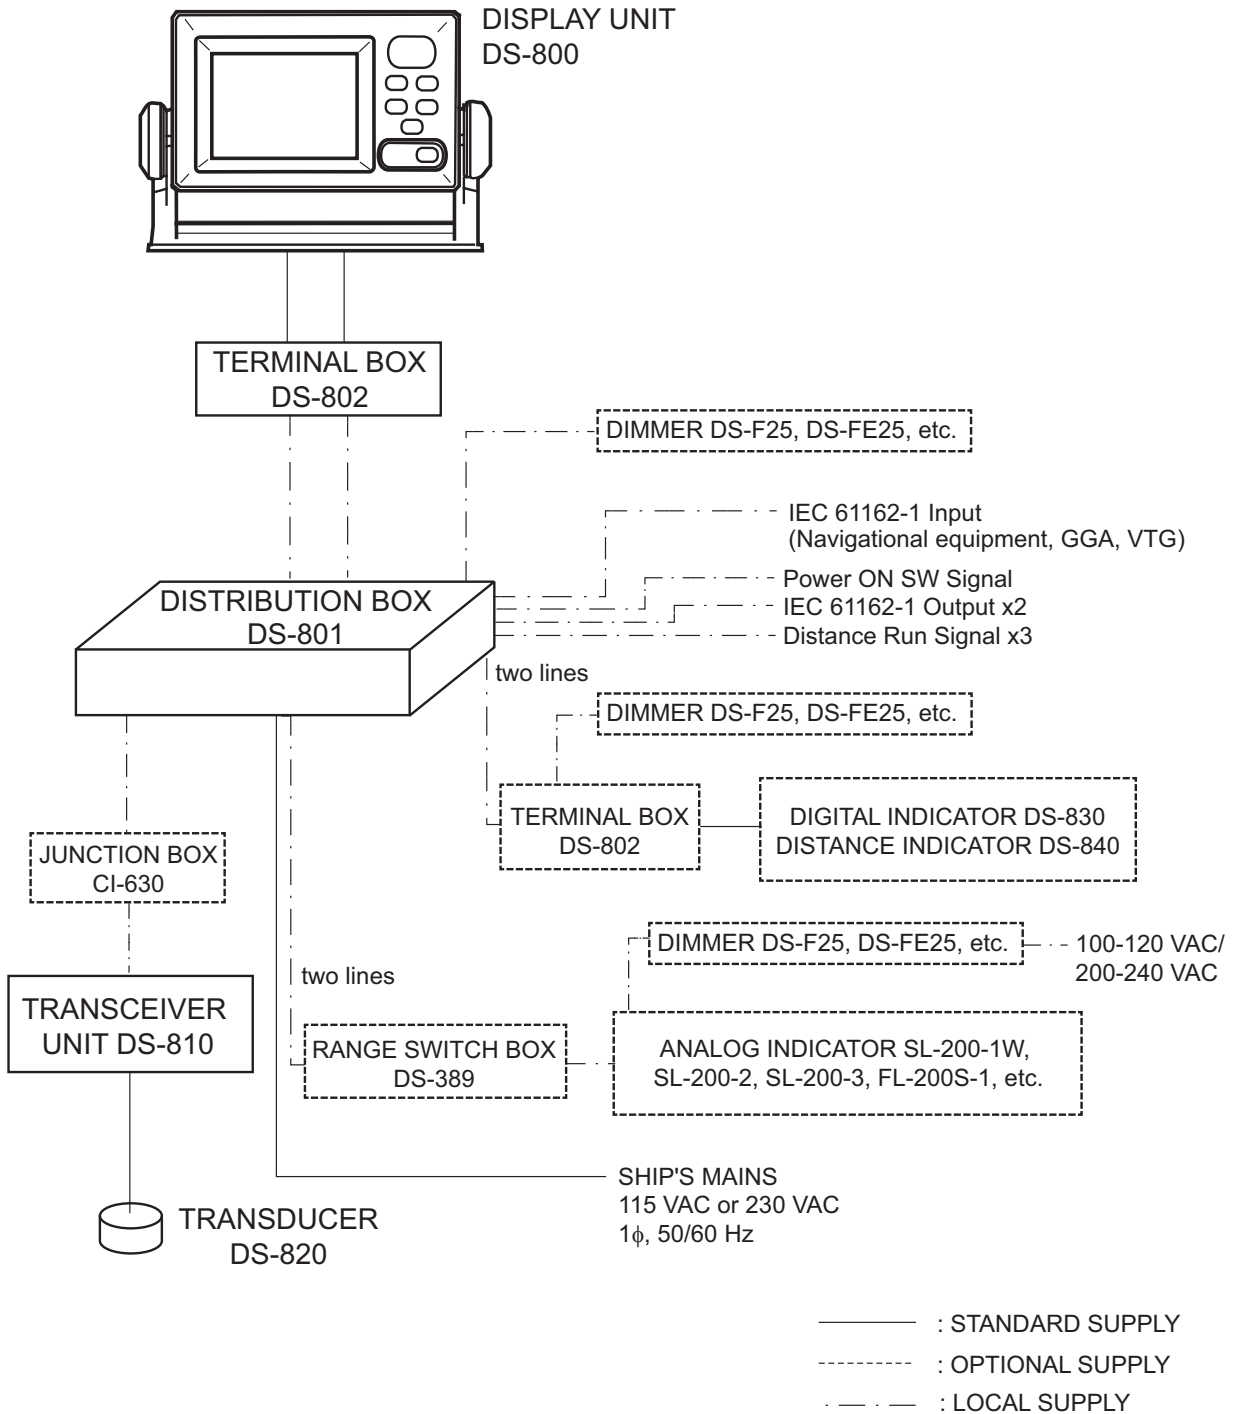 DISPLAY UNIT
DS-800
TERMINAL BOX
DS-802
DIMMER DS-F25, DS-FE25, etc.
IEC 61162-1 Input
(Navigational equipment, GGA, VTG)
Power ON SW Signal
IEC 61162-1 Output x2
Distance Run Signal x3
DISTRIBUTION BOX
DS-801
two lines
DIMMER DS-F25, DS-FE25, etc.
TERMINAL BOX
DS-802
DIGITAL INDICATOR DS-830
DISTANCE INDICATOR DS-840
JUNCTION BOX
CI-630
DIMMER DS-F25, DS-FE25, etc.
100-120 VAC/
200-240 VAC
two lines
TRANSCEIVER
UNIT DS-810
RANGE SWITCH BOX
DS-389
ANALOG INDICATOR SL-200-1W,
SL-200-2, SL-200-3, FL-200S-1, etc.
SHIP'S MAINS
115 VAC or 230 VAC
1ϕ, 50/60 Hz
TRANSDUCER
DS-820
: STANDARD SUPPLY
: OPTIONAL SUPPLY
: LOCAL SUPPLY